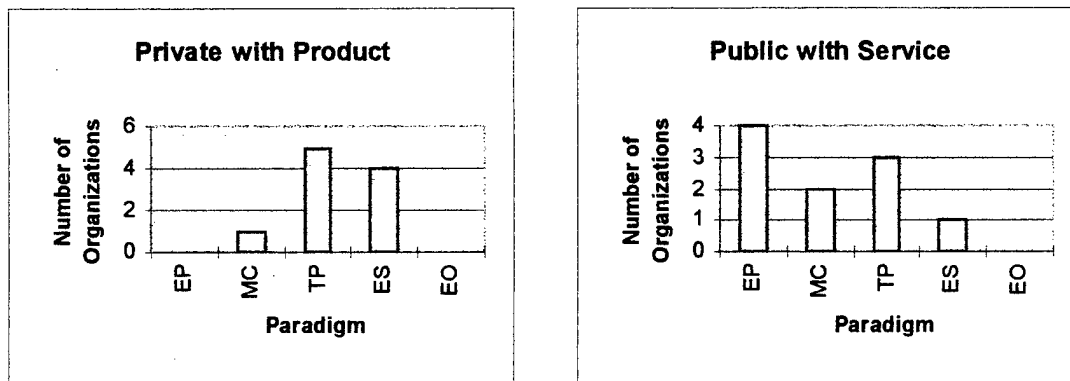 Private with Product
Number of
Organizations
6
4
2
0
EP
MC
TP
ES
EO
Paradigm
Public with Service
Number of
Organizations
4
3
2
1
0
EP
MC
TP
ES
EO
Paradigm